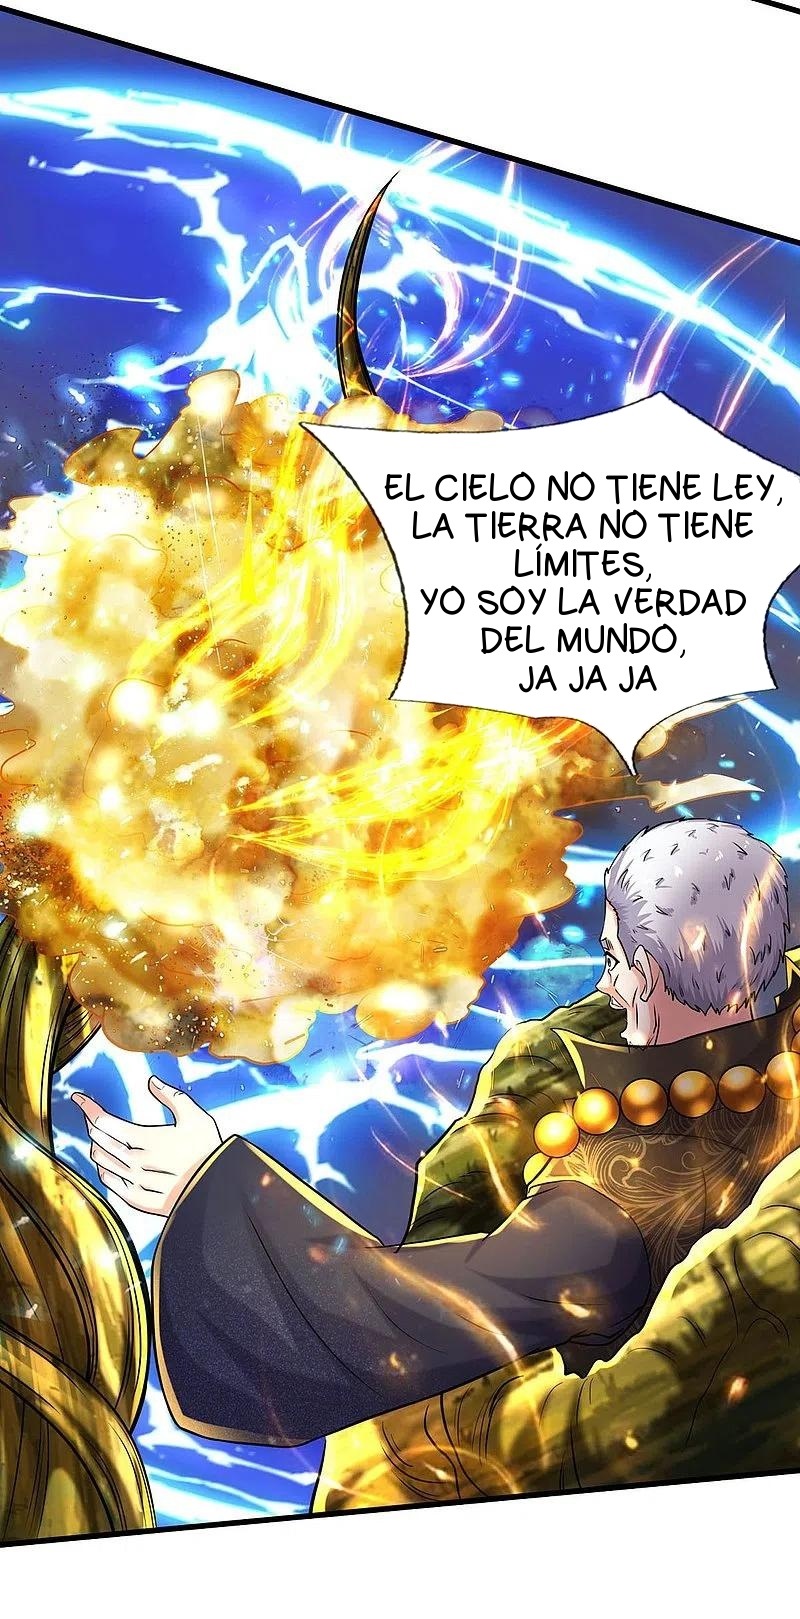 EL CIELO NO TIENE LEY,
LA TIERRA NO TIENE
LÍMITES,
YO SOY LA VERDAD
DEL MUNDO,
JA JA JA